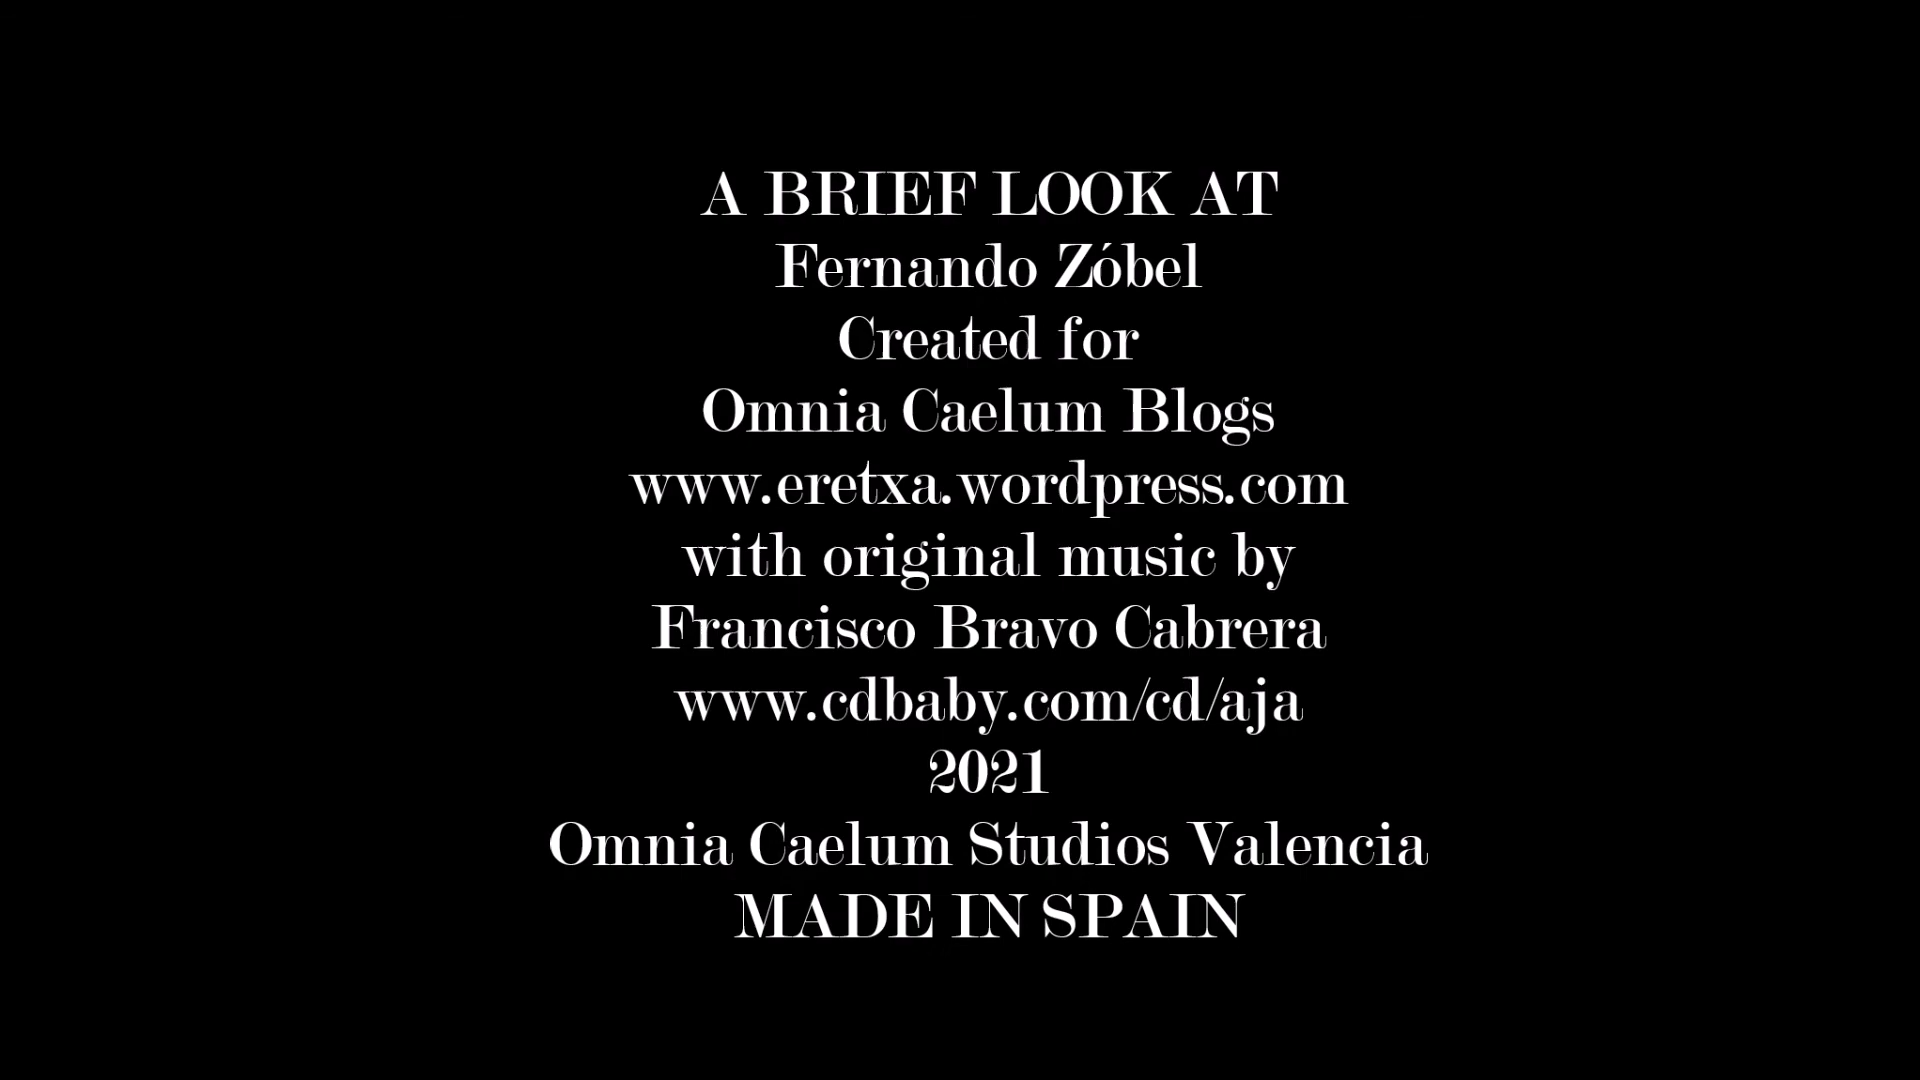 A BRIEF LOOK AT
Fernando Zóbel
Created for
Omnia Caelum Blogs
www.eretxa.wordpress.com
with original music by
Francisco Bravo Cabrera
www.cdbaby.com/cd/aja
2021
Omnia Caelum Studios Valencia
MADE IN SPAIN